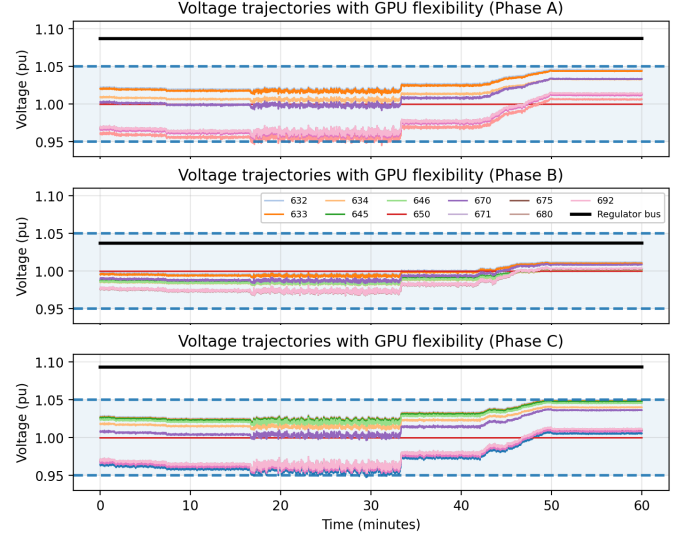 Voltage trajectories with GPU flexibility (Phase A)
Voltage (pu)
1.10
1.05
1.00
0.95
Voltage trajectories with GPU flexibility (Phase B)
Voltage (pu)
1.10
1.05
1.00
0.95
632 634 646 670 675 692
633 645 650 671 680 Regulator bus
Voltage trajectories with GPU flexibility (Phase C)
Voltage (pu)
1.10
1.05
1.00
0.95
0 10 20 30 40 50 60
Time (minutes)